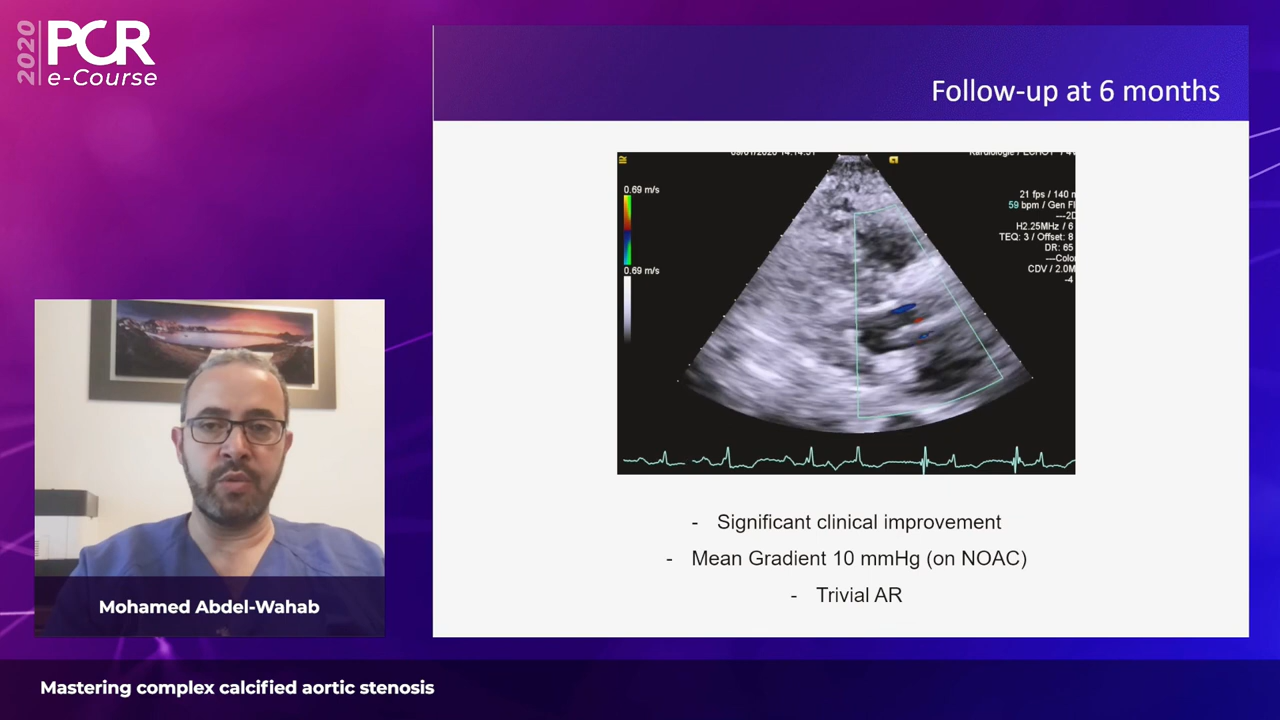 2020
PCR
e-Course
Follow-up at 6 months
0.69 m/s
0.69 m/s
21 fps / 140
59 bpm / Gen
H2.25MHz / 6
TEQ: 3 / Offset: 8
DR: 65
CDV / 2.0M
-4
- Significant clinical improvement
- Mean Gradient 10 mmHg (on NOAC)
- Trivial AR
Mohamed Abdel-Wahab
Mastering complex calcified aortic stenosis